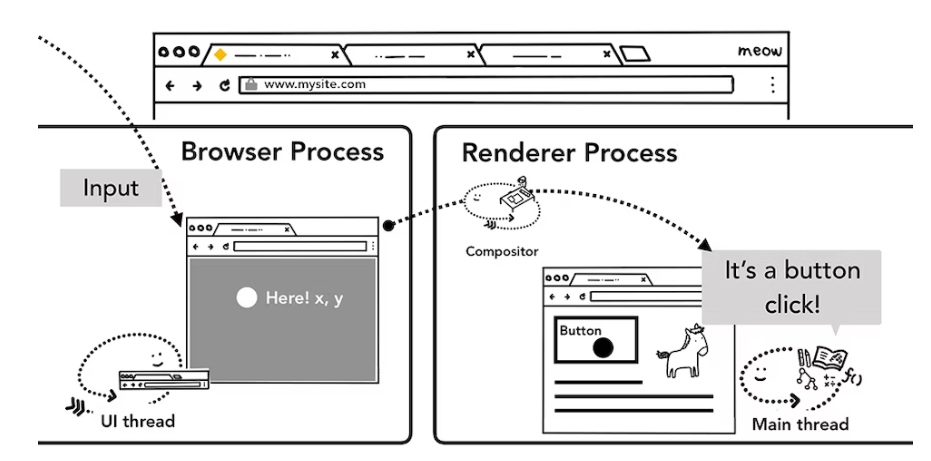 meow
www.mysite.com
Browser Process
Input
Here! x, y
UI thread
Renderer Process
Compositor
It's a button
click!
Button
f()
Main thread